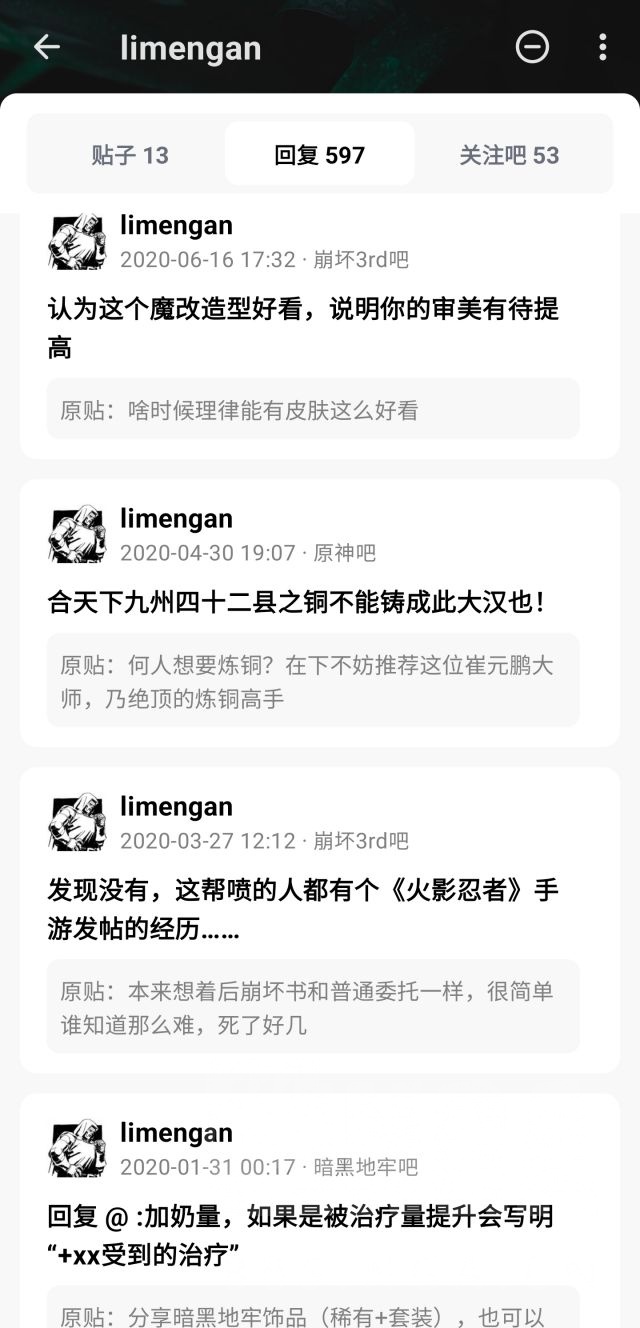 limengan
贴子 13
回复 597
关注吧 53
limengan
2020-06-16 17:32 · 崩坏3rd吧
认为这个魔改造型好看，说明你的审美有待提
高
原贴：啥时候理律能有皮肤这么好看
limengan
2020-04-30 19:07 · 原神吧
合天下九州四十二县之铜不能铸成此大汉也！
原贴：何人想要炼铜？在下不妨推荐这位崔元鹏大
师，乃绝顶的炼铜高手
limengan
2020-03-27 12:12 · 崩坏3rd吧
发现没有，这帮喷的人都有个《火影忍者》手
游发帖的经历......
原贴：本来想着后崩坏书和普通委托一样，很简单
谁知道那么难，死了好几
limengan
2020-01-31 00:17 · 暗黑地牢吧
回复 @ :加奶量，如果是被治疗量提升会写明
“+xx受到的治疗”
原贴：分享暗黑地牢饰品（稀有+套装），也可以